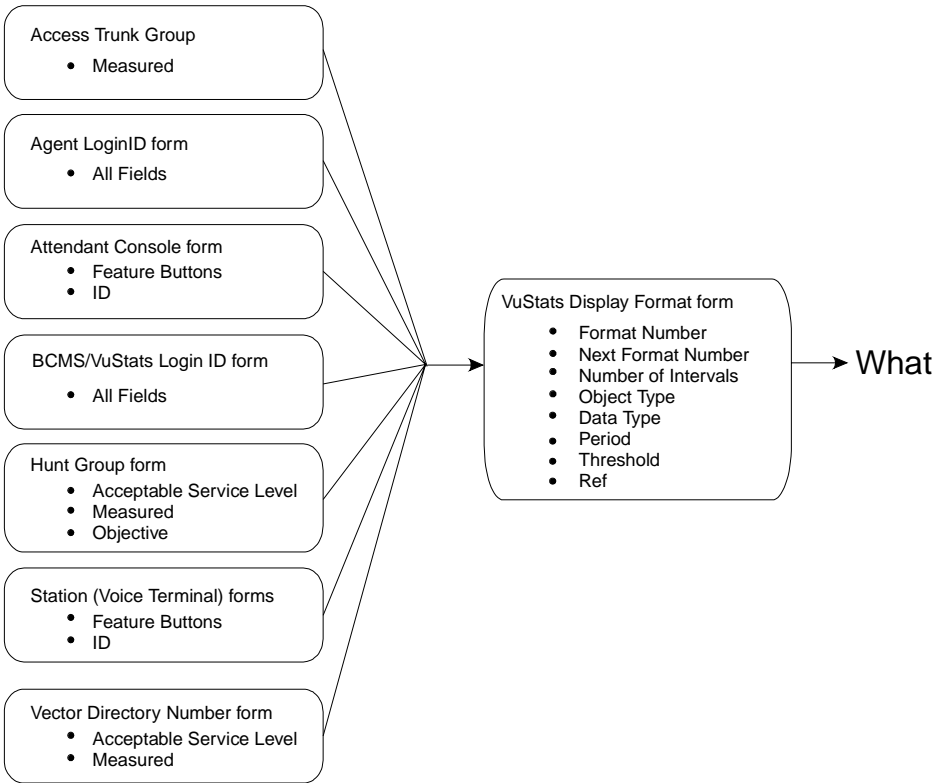 Access Trunk Group
• Measured
Agent LoginID form
• All Fields
Attendant Console form
• Feature Buttons
• ID
BCMS/VuStats Login ID form
• All Fields
Hunt Group form
• Acceptable Service Level
• Measured
• Objective
Station (Voice Terminal) forms
• Feature Buttons
• ID
Vector Directory Number form
• Acceptable Service Level
• Measured
VuStats Display Format form
• Format Number
• Next Format Number
• Number of Intervals
• Object Type
• Data Type
• Period
• Threshold
• Ref
What